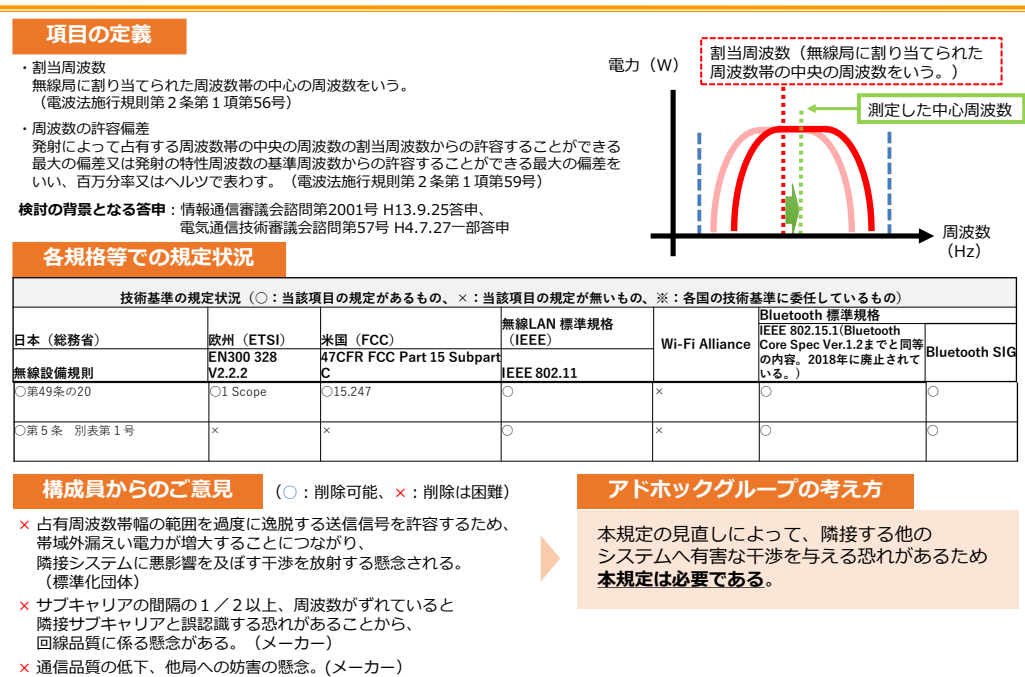 項目の定義
・割当周波数
無線局に割り当てられた周波数帯の中心の周波数をいう。
（電波法施行規則第２条第１項第56号）
・周波数の許容偏差
発射によって占有する周波数帯の中央の周波数の割当周波数からの許容することができる
最大の偏差又は発射の特性周波数の基準周波数からの許容することができる最大の偏差を
いい、百万分率又はヘルツで表わす。（電波法施行規則第２条第１項第59号）
検討の背景となる答申：情報通信審議会諮問第2001号 H13.9.25答申、
電気通信技術審議会諮問第57号 H4.7.27一部答申
電力（W）
割当周波数（無線局に割り当てられた
周波数帯の中央の周波数をいう。）
測定した中心周波数
周波数
（Hz）
各規格等での規定状況
技術基準の規定状況（○：当該項目の規定があるもの、×：当該項目の規定が無いもの、※：各国の技術基準に委任しているもの）
日本（総務省）
欧州（ETSI）
米国（FCC）
無線LAN 標準規格
（IEEE）
Wi-Fi Alliance
Bluetooth 標準規格
無線設備規則
EN300 328
V2.2.2
47CFR FCC Part 15 Subpart
C
IEEE 802.11
IEEE 802.15.1(Bluetooth
Core Spec Ver.1.2までと同等
の内容。2018年に廃止されて
いる。）
Bluetooth SIG
○第49条の20
○1 Scope
○15.247
○
×
○
○
○第５条　別表第１号
×
×
○
×
○
○
構成員からのご意見
（○：削除可能、×：削除は困難）
× 占有周波数帯幅の範囲を過度に逸脱する送信信号を許容するため、
帯域外漏えい電力が増大することにつながり、
隣接システムに悪影響を及ぼす干渉を放射する懸念される。
（標準化団体）
× サブキャリアの間隔の１／２以上、周波数がずれていると
隣接サブキャリアと誤認識する恐れがあることから、
回線品質に係る懸念がある。（メーカー）
× 通信品質の低下、他局への妨害の懸念。(メーカー）
アドホックグループの考え方
本規定の見直しによって、隣接する他の
システムへ有害な干渉を与える恐れがあるため
本規定は必要である。